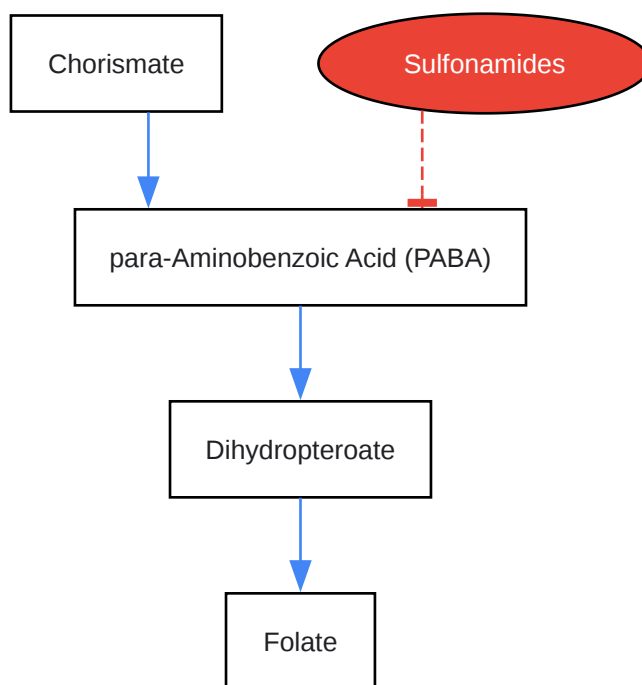 Chorismate
Sulfonamides
para-Aminobenzoic Acid (PABA)
Dihydropteroate
Folate